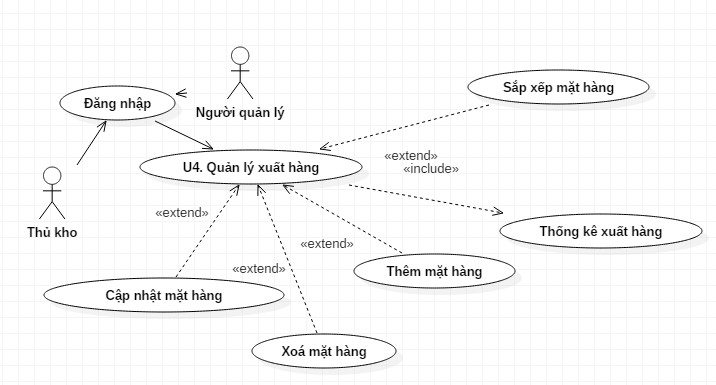 Sắp xếp mặt hàng
Đăng nhập
Người quản lý
«extend»
U4. Quản lý xuất hàng
«include»
Thủ kho
«extend»
Thống kê xuất hàng
«extend»
«extend»
Thêm mặt hàng
Cập nhật mặt hàng
Xoá mặt hàng